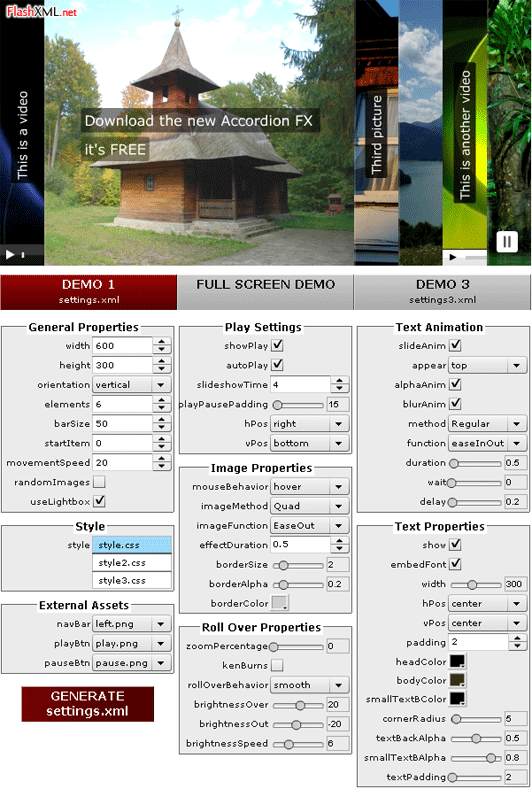 FlashXML.net
This is a video
Download the new Accordion FX
it's FREE
Third picture
This is another video
DEMO 1
settings.xml
FULL SCREEN DEMO
DEMO 3
settings3.xml
General Properties
width 600
height 300
orientation vertical
elements 6
barSize 50
startItem 0
movementSpeed 20
randomImages
useLightbox
Style
style style.css
style2.css
style3.css
External Assets
navBar left.png
playBtn play.png
pauseBtn pause.png
GENERATE
settings.xml
Play Settings
showPlay
autoPlay
slideshowTime 4
playPausePadding 15
hPos right
vPos bottom
Image Properties
mouseBehavior hover
imageMethod Quad
imageFunction EaseOut
effectDuration 0.5
borderSize 2
borderAlpha 0.2
borderColor
Roll Over Properties
zoomPercentage 0
kenBurns
rollOverBehavior smooth
brightnessOver 20
brightnessOut -20
brightnessSpeed 6
Text Animation
slideAnim
appear top
alphaAnim
blurAnim
method Regular
function easeInOut
duration 0.5
wait 0
delay 0.2
Text Properties
show
embedFont
width 300
hPos center
vPos center
padding 2
headColor
bodyColor
smallTextBColor
cornerRadius 5
textBackAlpha 0.5
smallTextBAlpha 0.8
textPadding 2